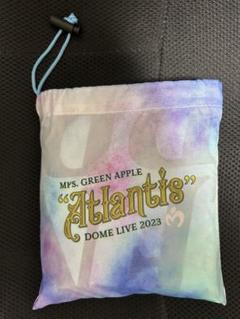 MRS. GREEN APPLE
“Atlantis”
DOME LIVE 2023